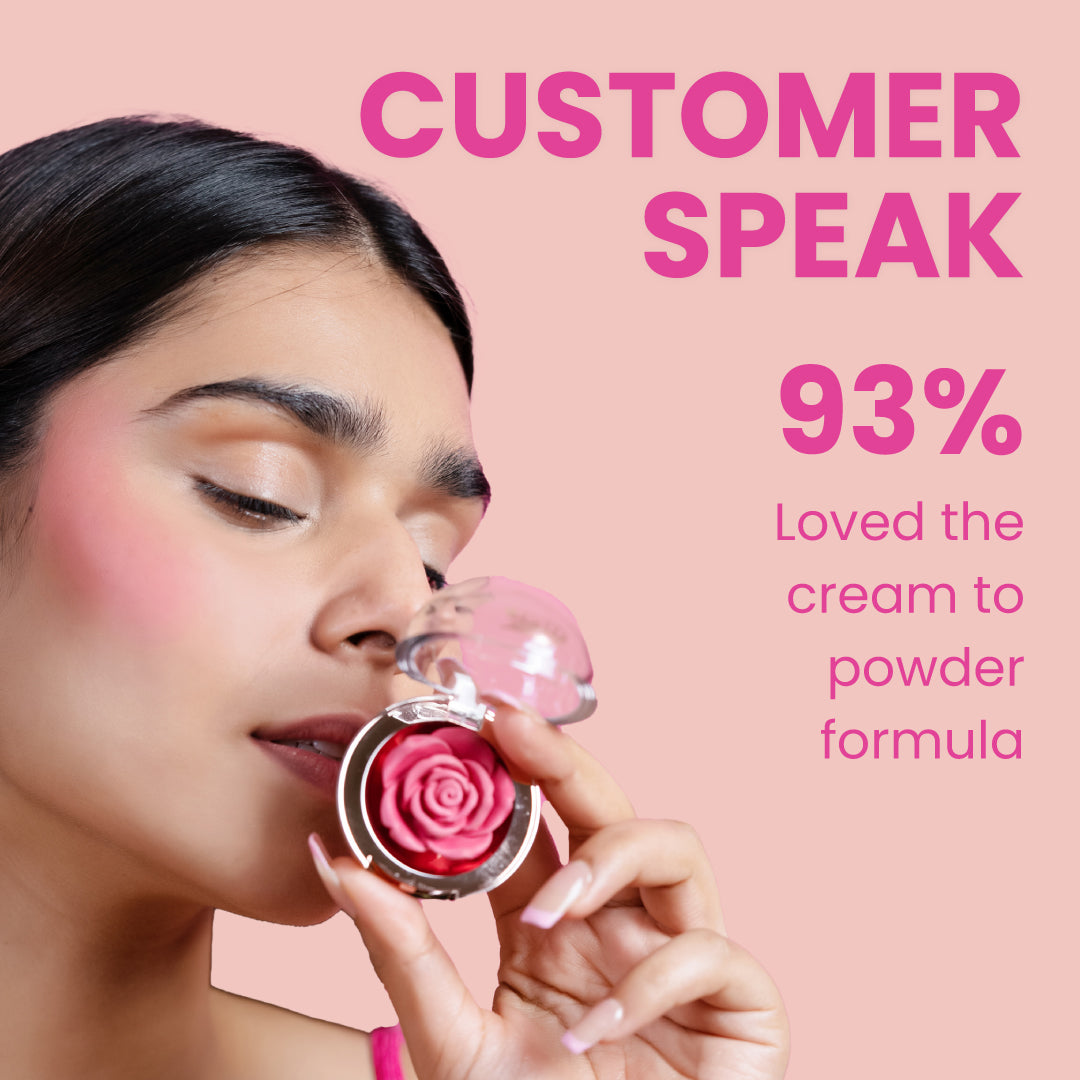 CUSTOMER
SPEAK
93%
Loved the
cream to
powder
formula